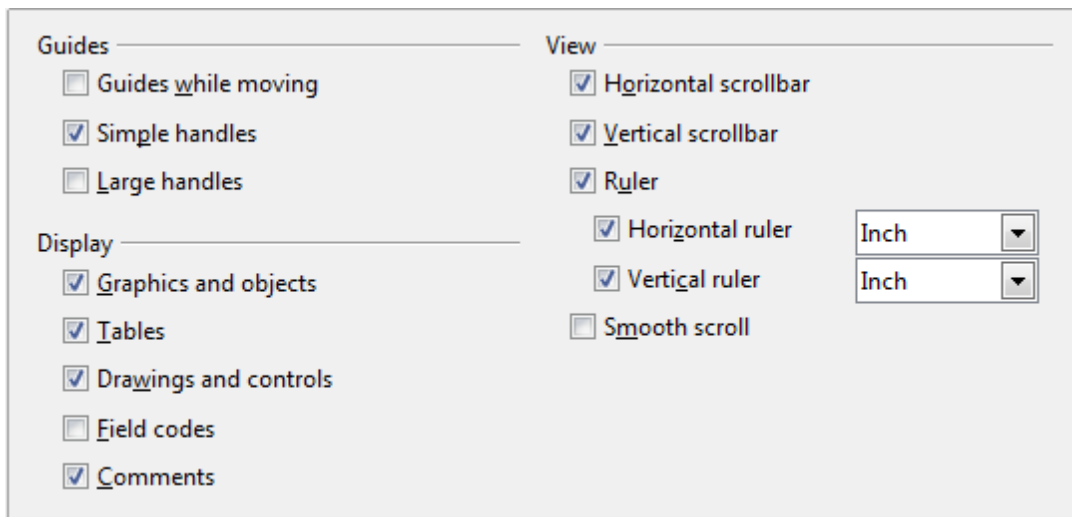 Guides
Guides while moving
Simple handles
Large handles
Display
Graphics and objects
Tables
Drawings and controls
Field codes
Comments
View
Horizontal scrollbar
Vertical scrollbar
Ruler
Horizontal ruler Inch
Vertical ruler Inch
Smooth scroll